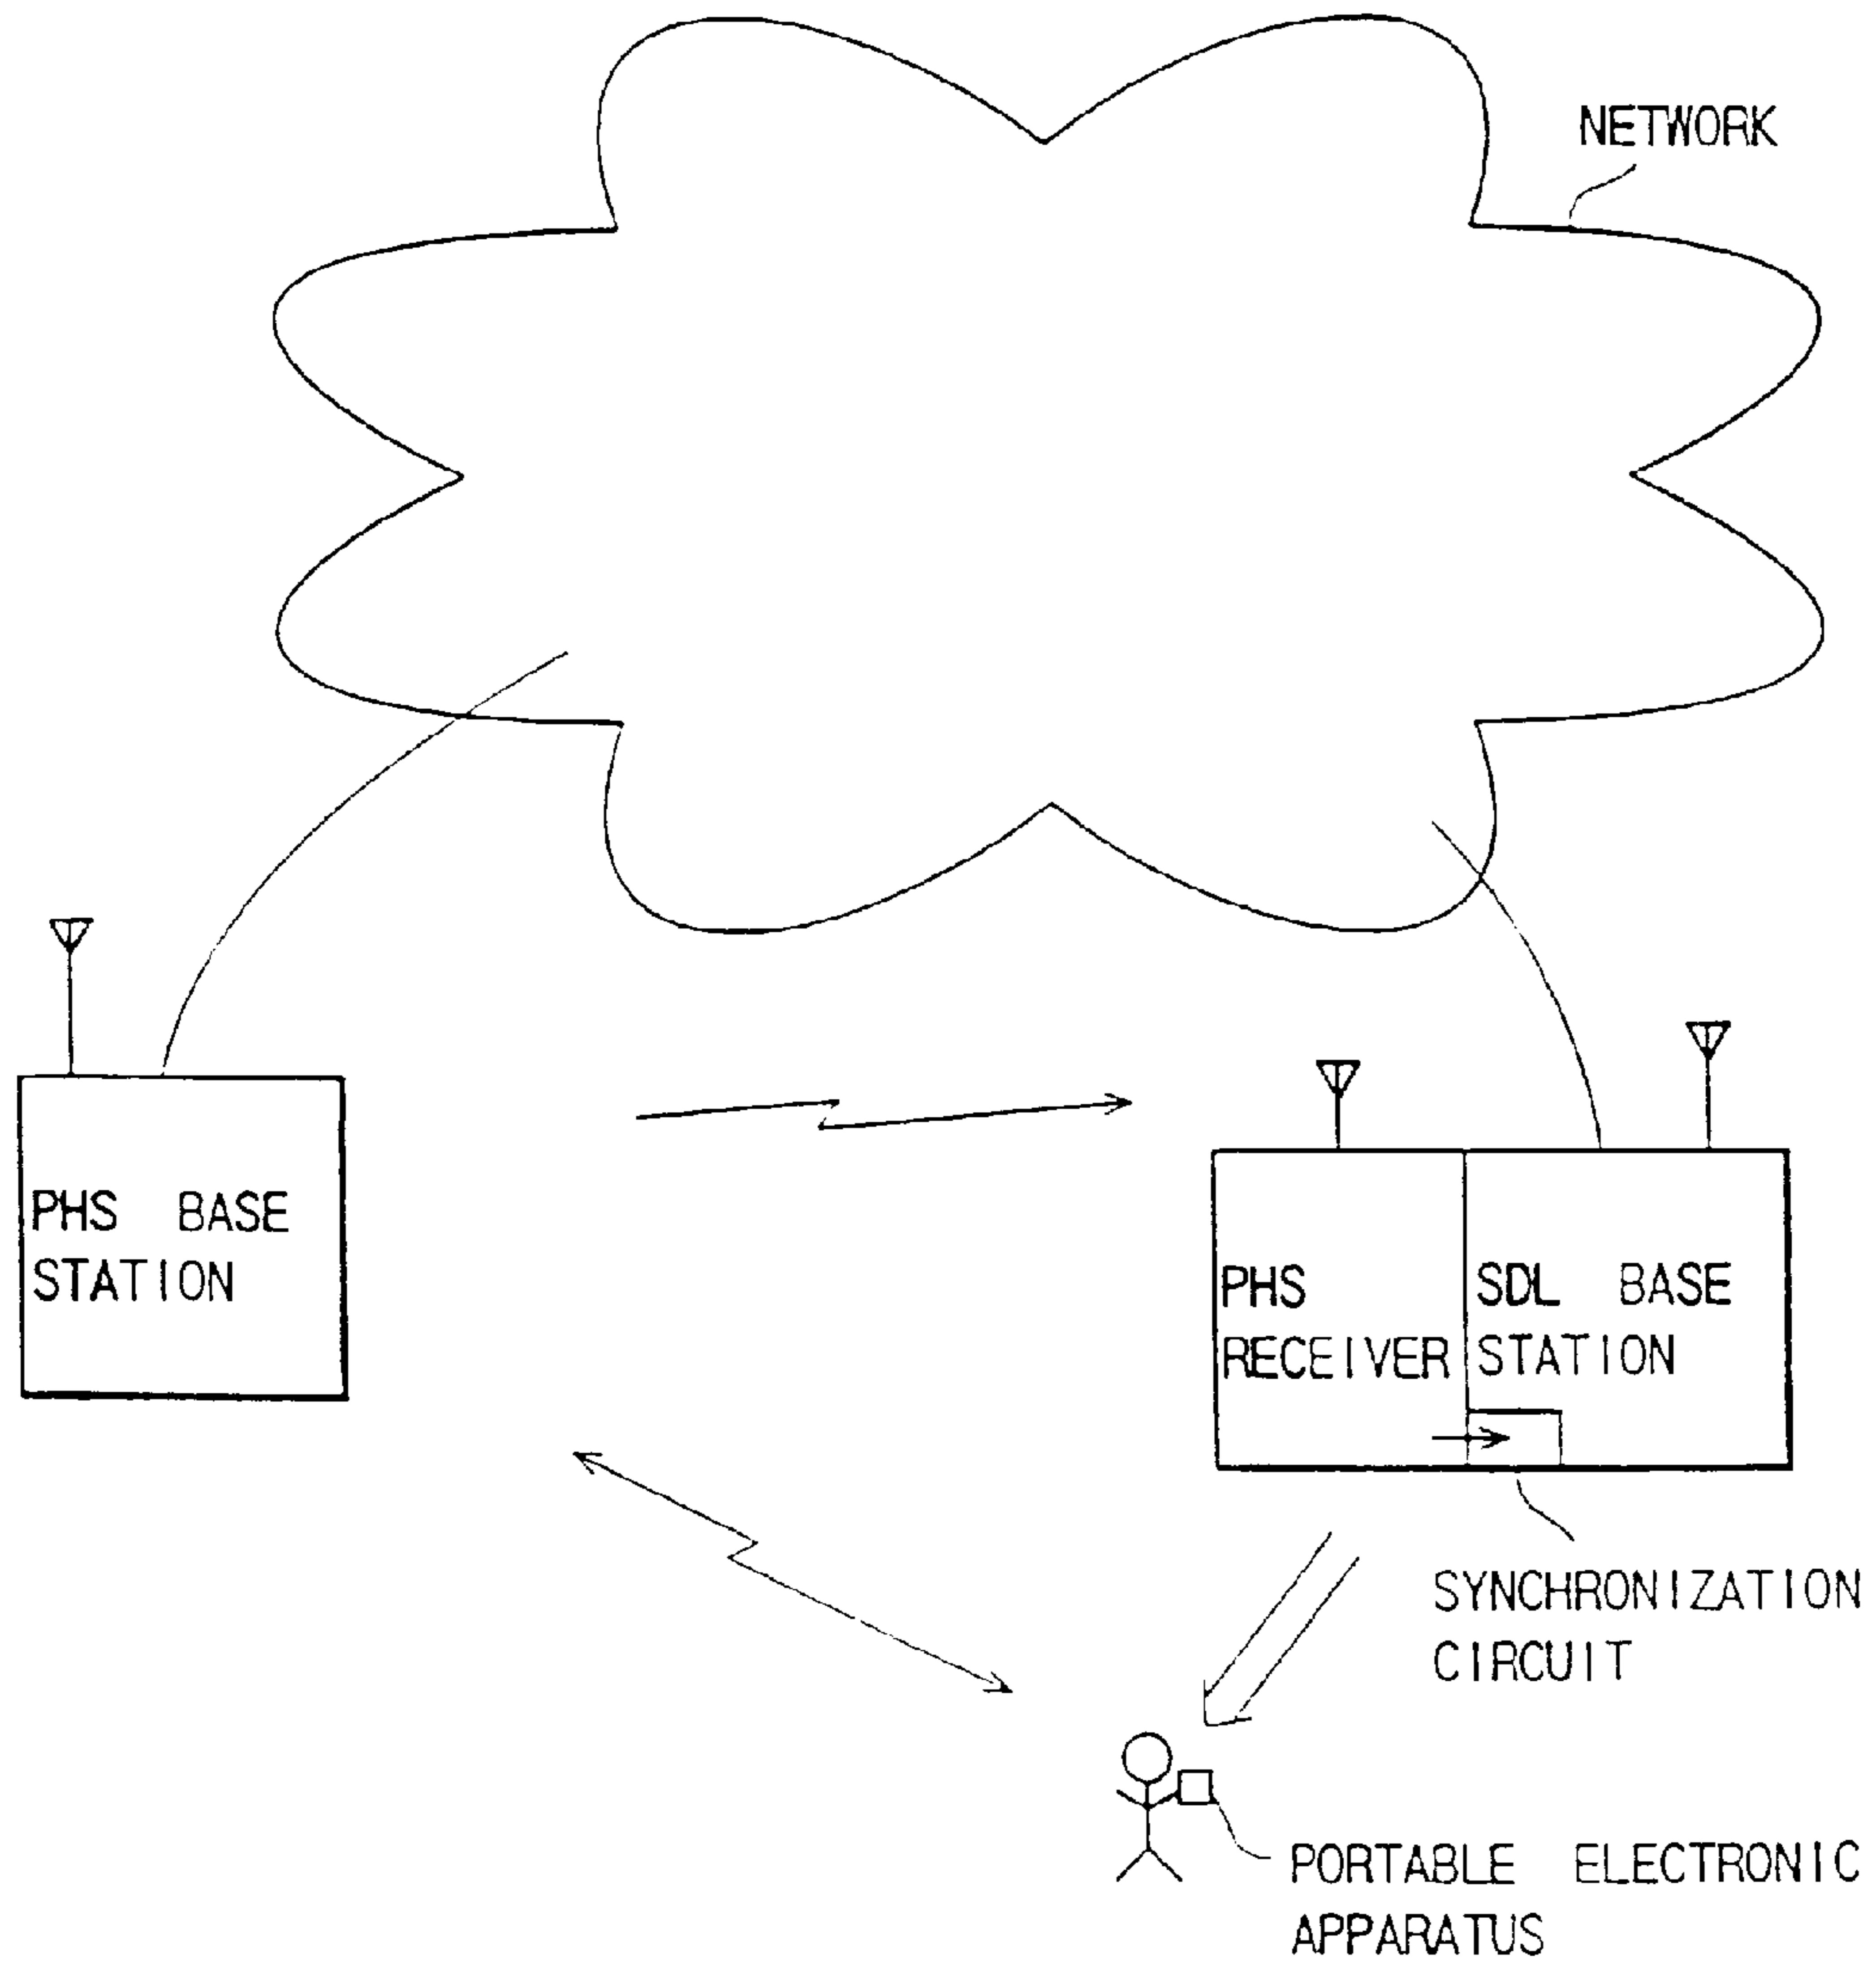 NETWORK
PHS BASE
STATION
PHS
RECEIVER
SDL BASE
STATION
SYNCHRONIZATION
CIRCUIT
PORTABLE ELECTRONIC
APPARATUS